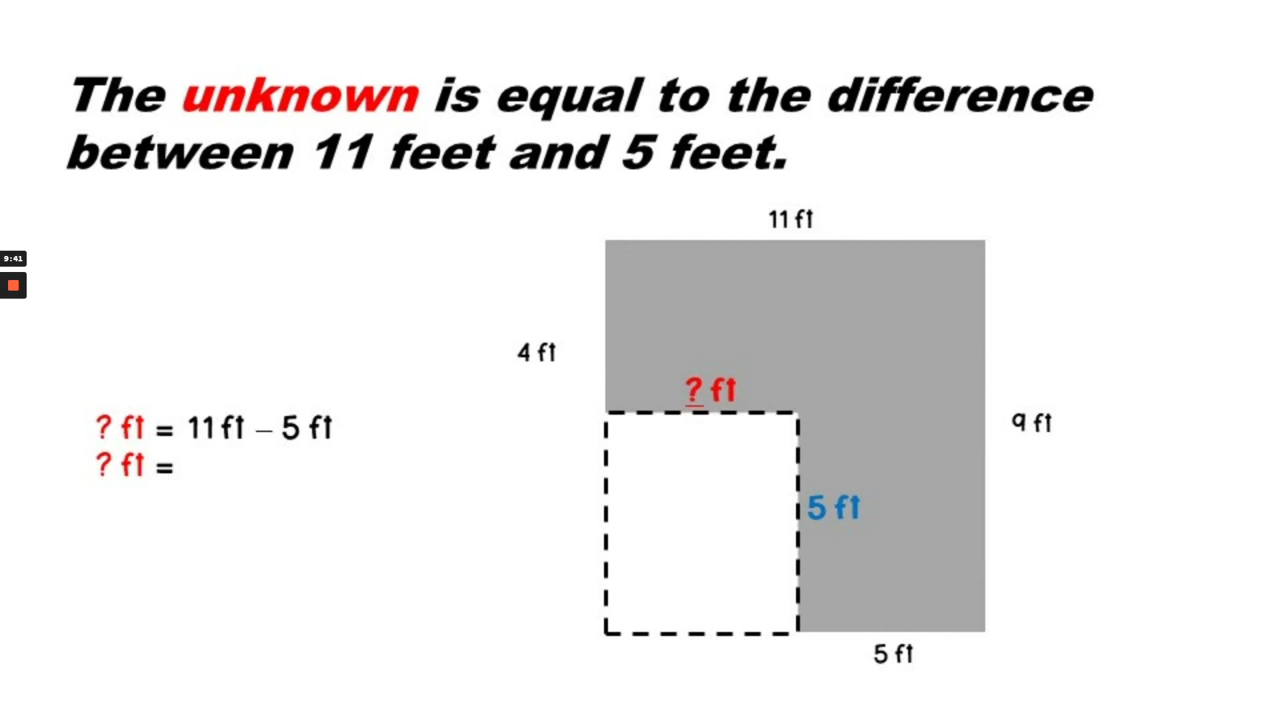 The unknown is equal to the difference
between 11 feet and 5 feet.
11 ft
9:41
4 ft
? ft
? ft = 11 ft – 5 ft
9 ft
? ft =
5 ft
5 ft